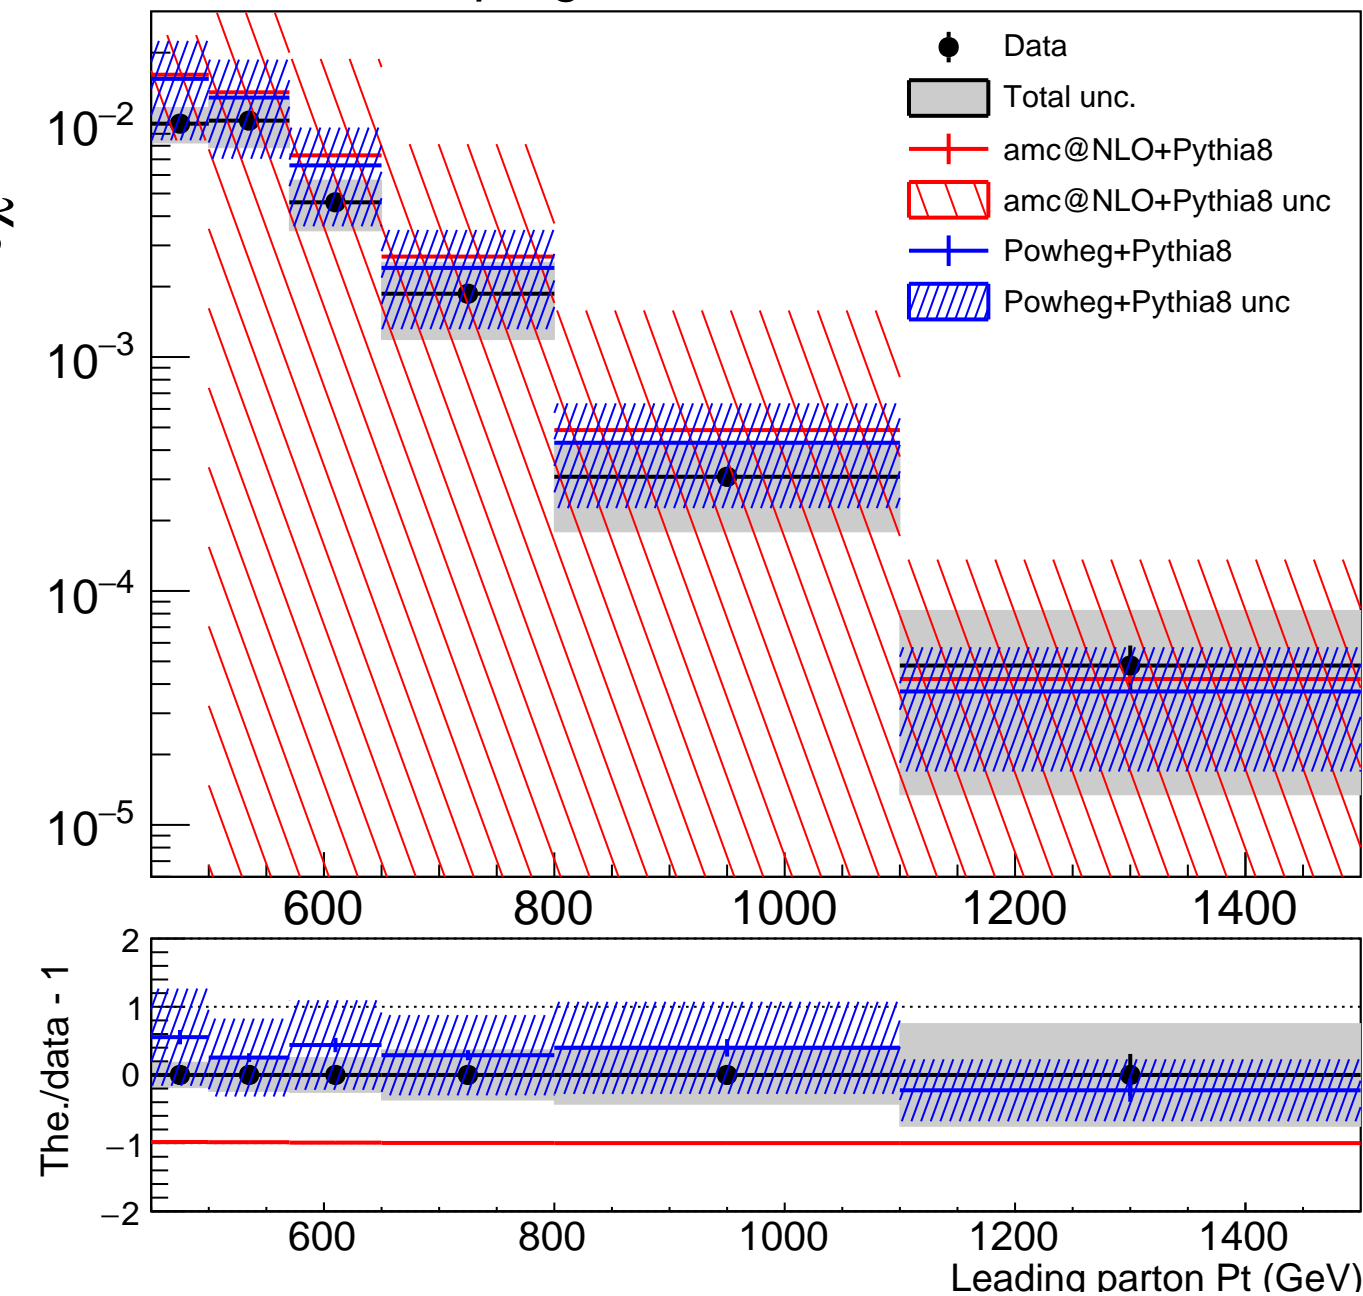 Data
Total unc.
amc@NLO+Pythia8
amc@NLO+Pythia8 unc
Powheg+Pythia8
Powheg+Pythia8 unc
10−2
10−3
10−4
10−5
600 800 1000 1200 1400
The./data - 1
2
1
0
−1
−2
600 800 1000 1200 1400
Leading parton Pt (GeV)